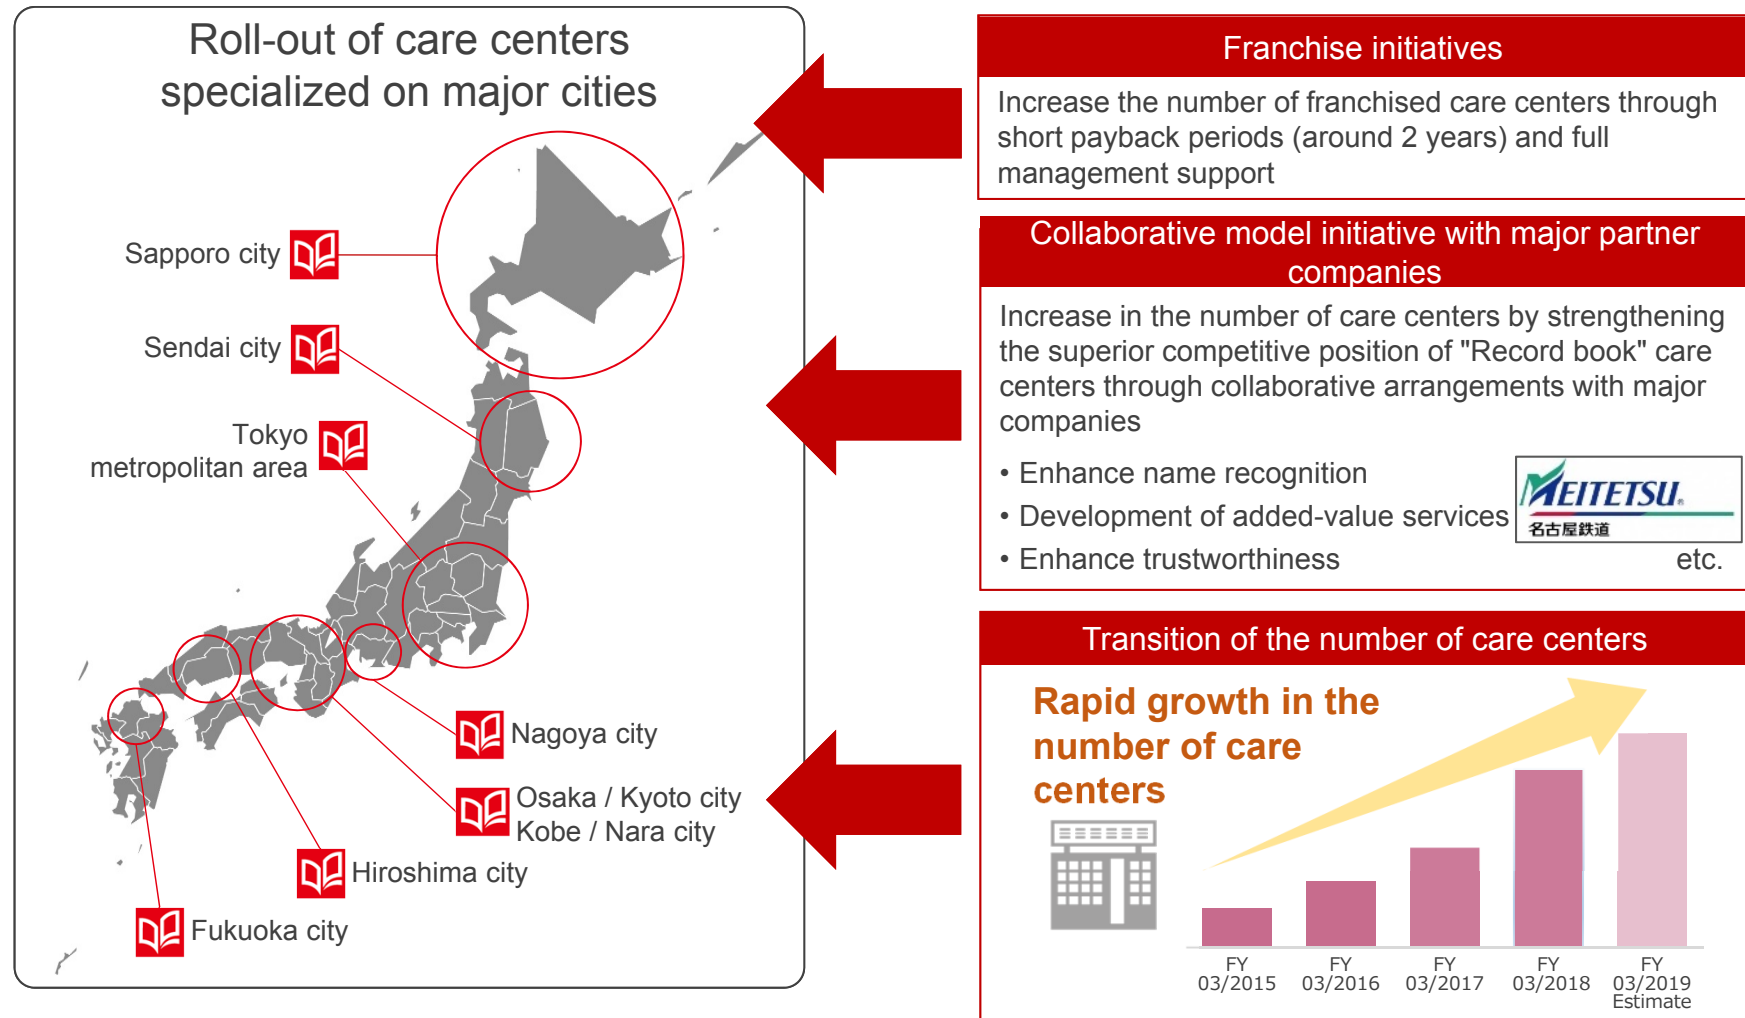 Roll-out of care centers
specialized on major cities
Sapporo city
Sendai city
Tokyo
metropolitan area
Nagoya city
Osaka / Kyoto city
Kobe / Nara city
Hiroshima city
Fukuoka city
Franchise initiatives
Increase the number of franchised care centers through
short payback periods (around 2 years) and full
management support
Collaborative model initiative with major partner
companies
Increase in the number of care centers by strengthening
the superior competitive position of "Record book" care
centers through collaborative arrangements with major
companies
• Enhance name recognition
• Development of added-value services
• Enhance trustworthiness
MEITETSU®
名古屋鉄道
etc.
Transition of the number of care centers
Rapid growth in the
number of care
centers
FY
03/2015
FY
03/2016
FY
03/2017
FY
03/2018
FY
03/2019
Estimate